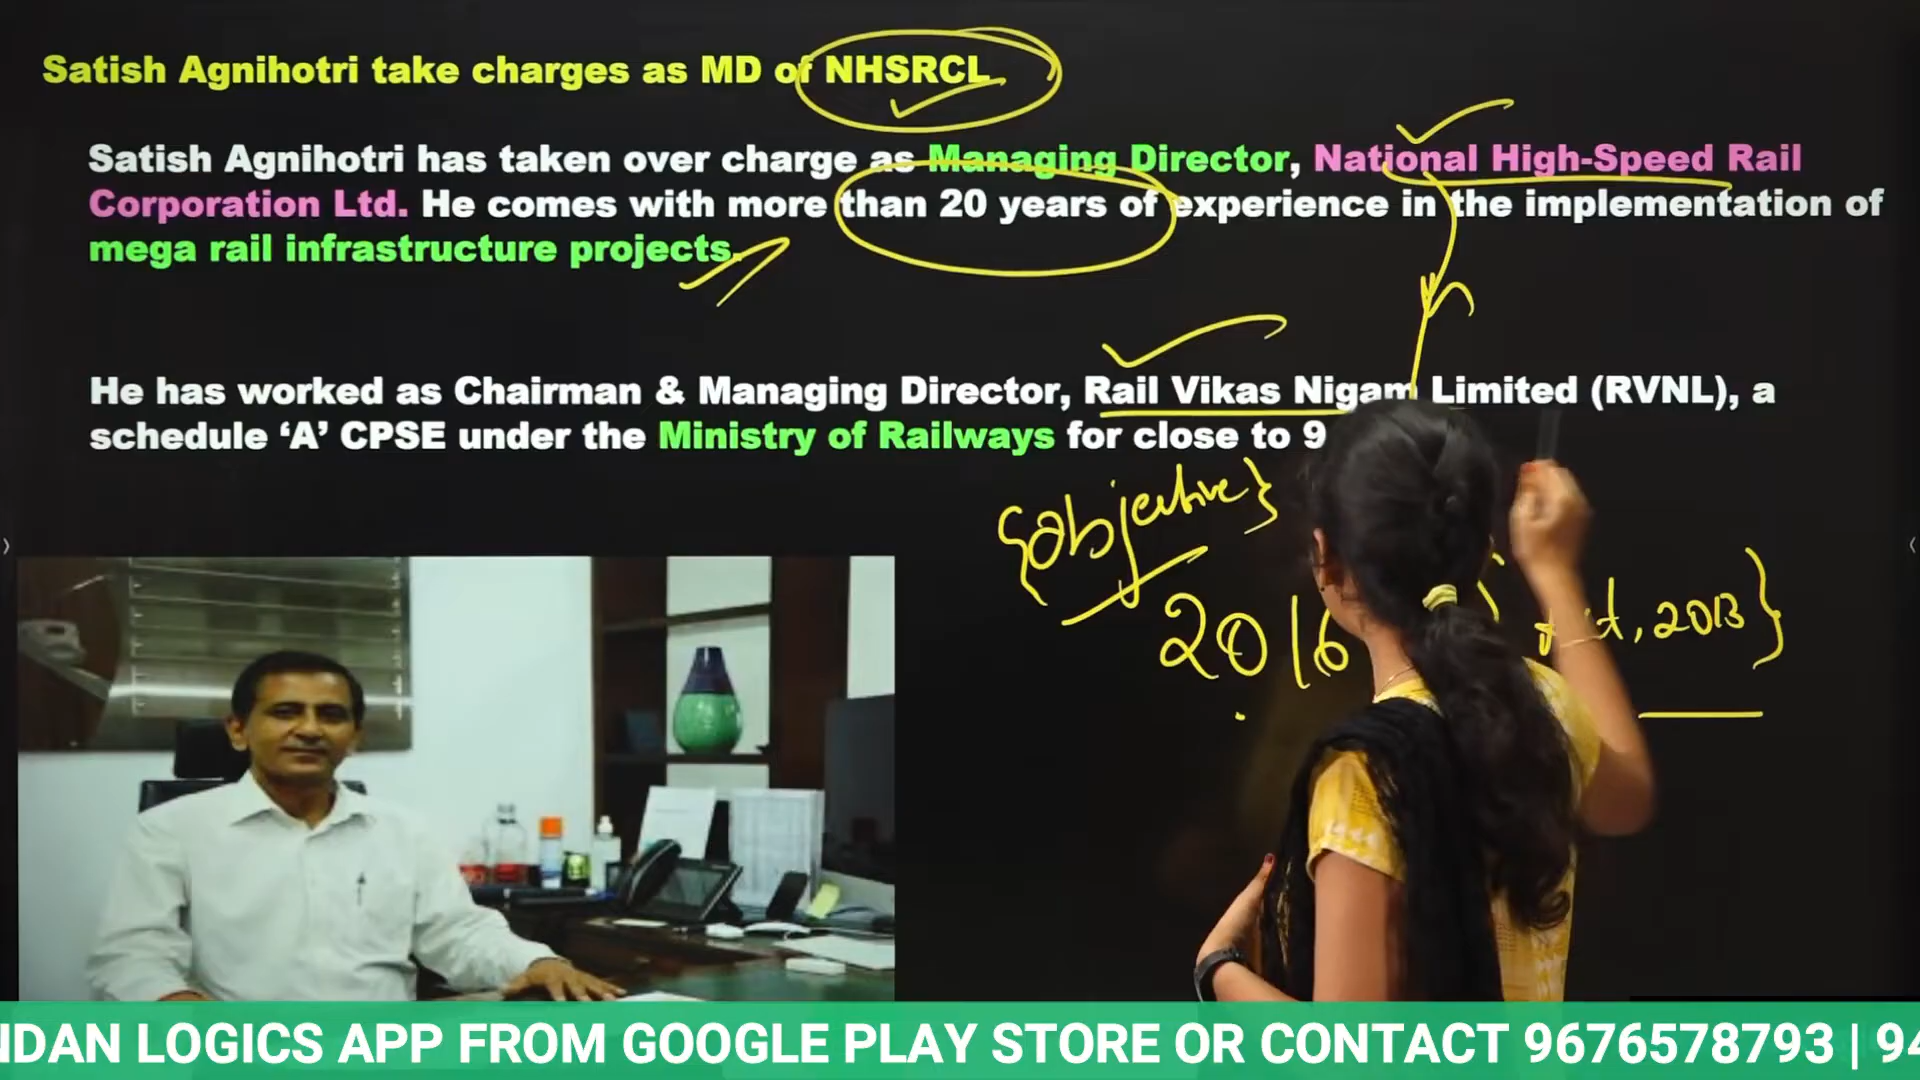 Satish Agnihotri take charges as MD of NHSRCL
Satish Agnihotri has taken over charge as Managing Director, National High-Speed Rail
Corporation Ltd. He comes with more than 20 years of experience in the implementation of
mega rail infrastructure projects.
He has worked as Chairman & Managing Director, Rail Vikas Nigam Limited (RVNL), a
schedule ‘A’ CPSE under the Ministry of Railways for close to 9
{objective}
2016
, 2013}
NDAN LOGICS APP FROM GOOGLE PLAY STORE OR CONTACT 9676578793 | 94